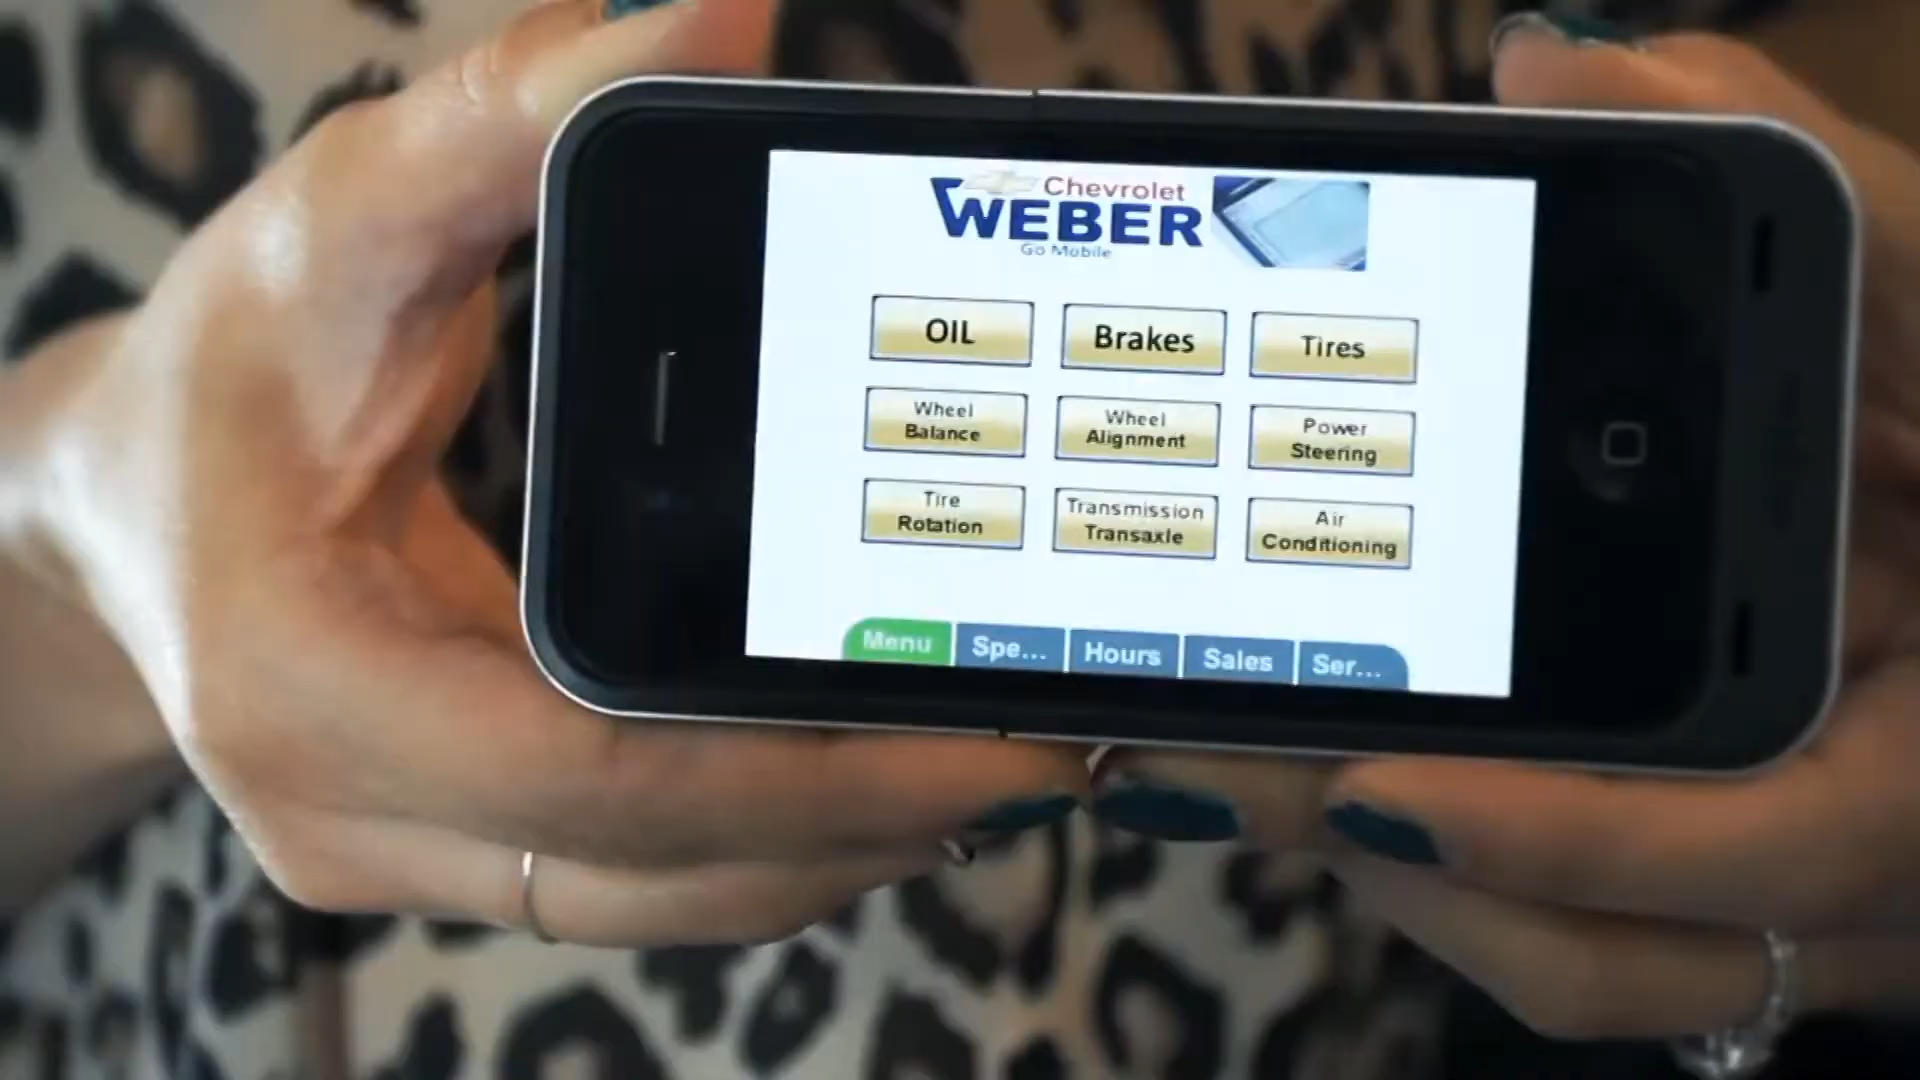 Chevrolet
WEBER
Go Mobile
OIL
Brakes
Tires
Wheel
Balance
Wheel
Alignment
Power
Steering
Tire
Rotation
Transmission
Transaxle
Air
Conditioning
Menu
Spe...
Hours
Sales
Ser...